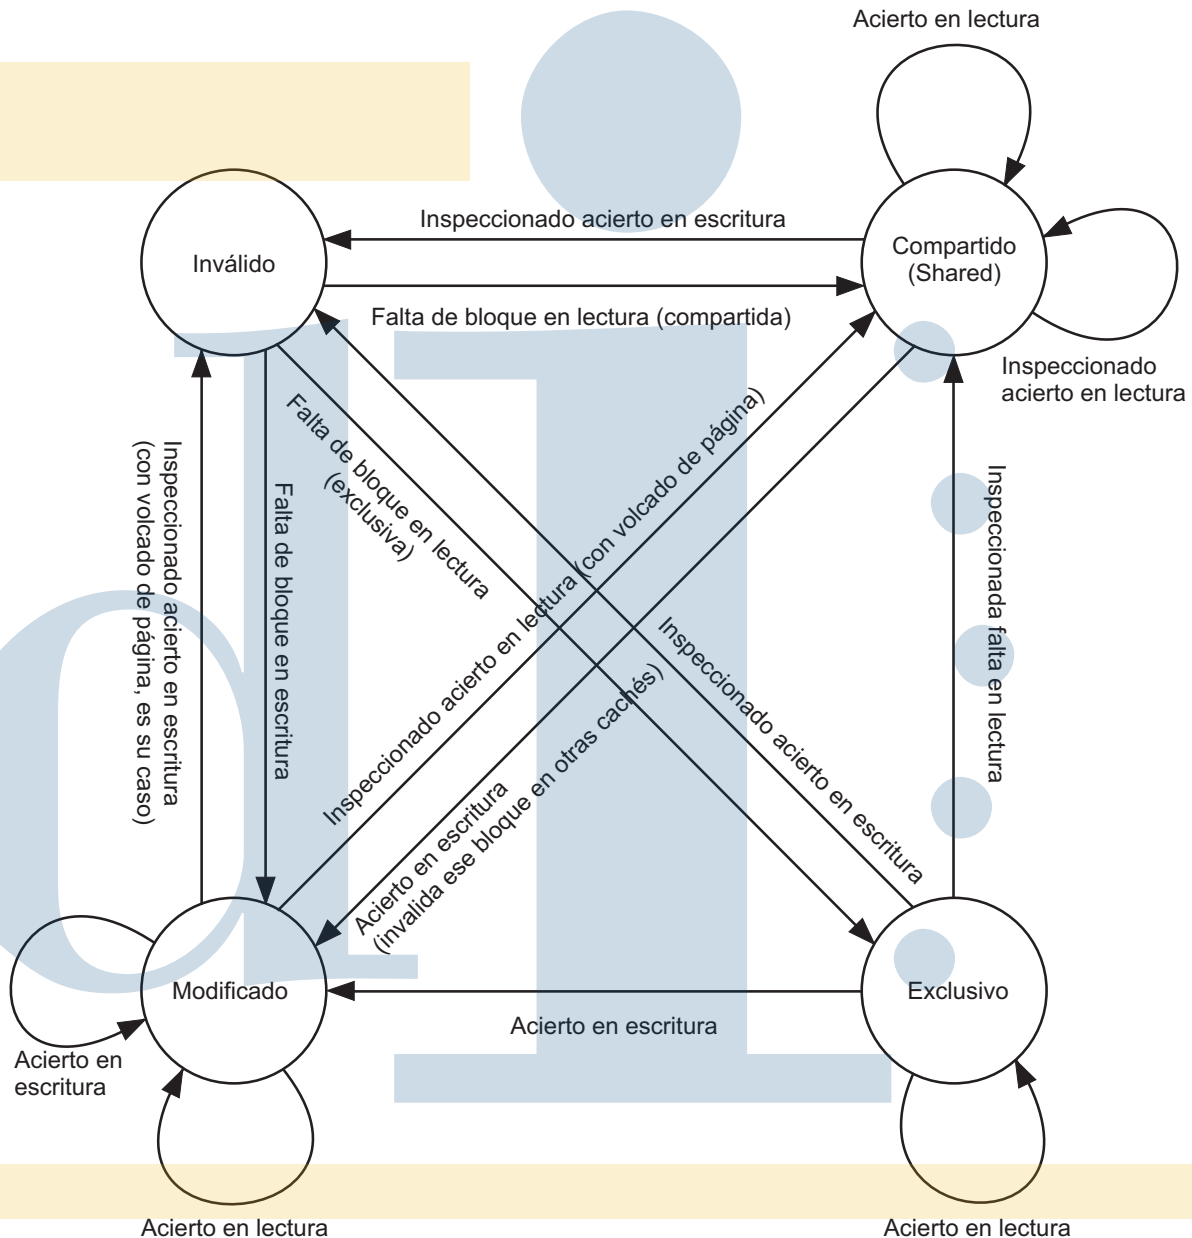 Acierto en lectura
Inspeccionado acierto en escritura
Inválido
Compartido
(Shared)
Falta de bloque en lectura (compartida)
Inspeccionado
acierto en lectura
Falta de bloque en lectura
(exclusiva)
Inspeccionado acierto en lectura (con volcado de página)
Inspeccionado acierto en escritura
(con volcado de página, es su caso)
Falta de bloque en escritura
Inspeccionada falta en lectura
Inspeccionado acierto en escritura
Acierto en escritura
(invalida ese bloque en otras cachés)
Modificado
Exclusivo
Acierto en escritura
Acierto en
escritura
Acierto en lectura
Acierto en lectura
di